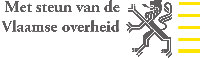 Met steun van de
Vlaamse overheid